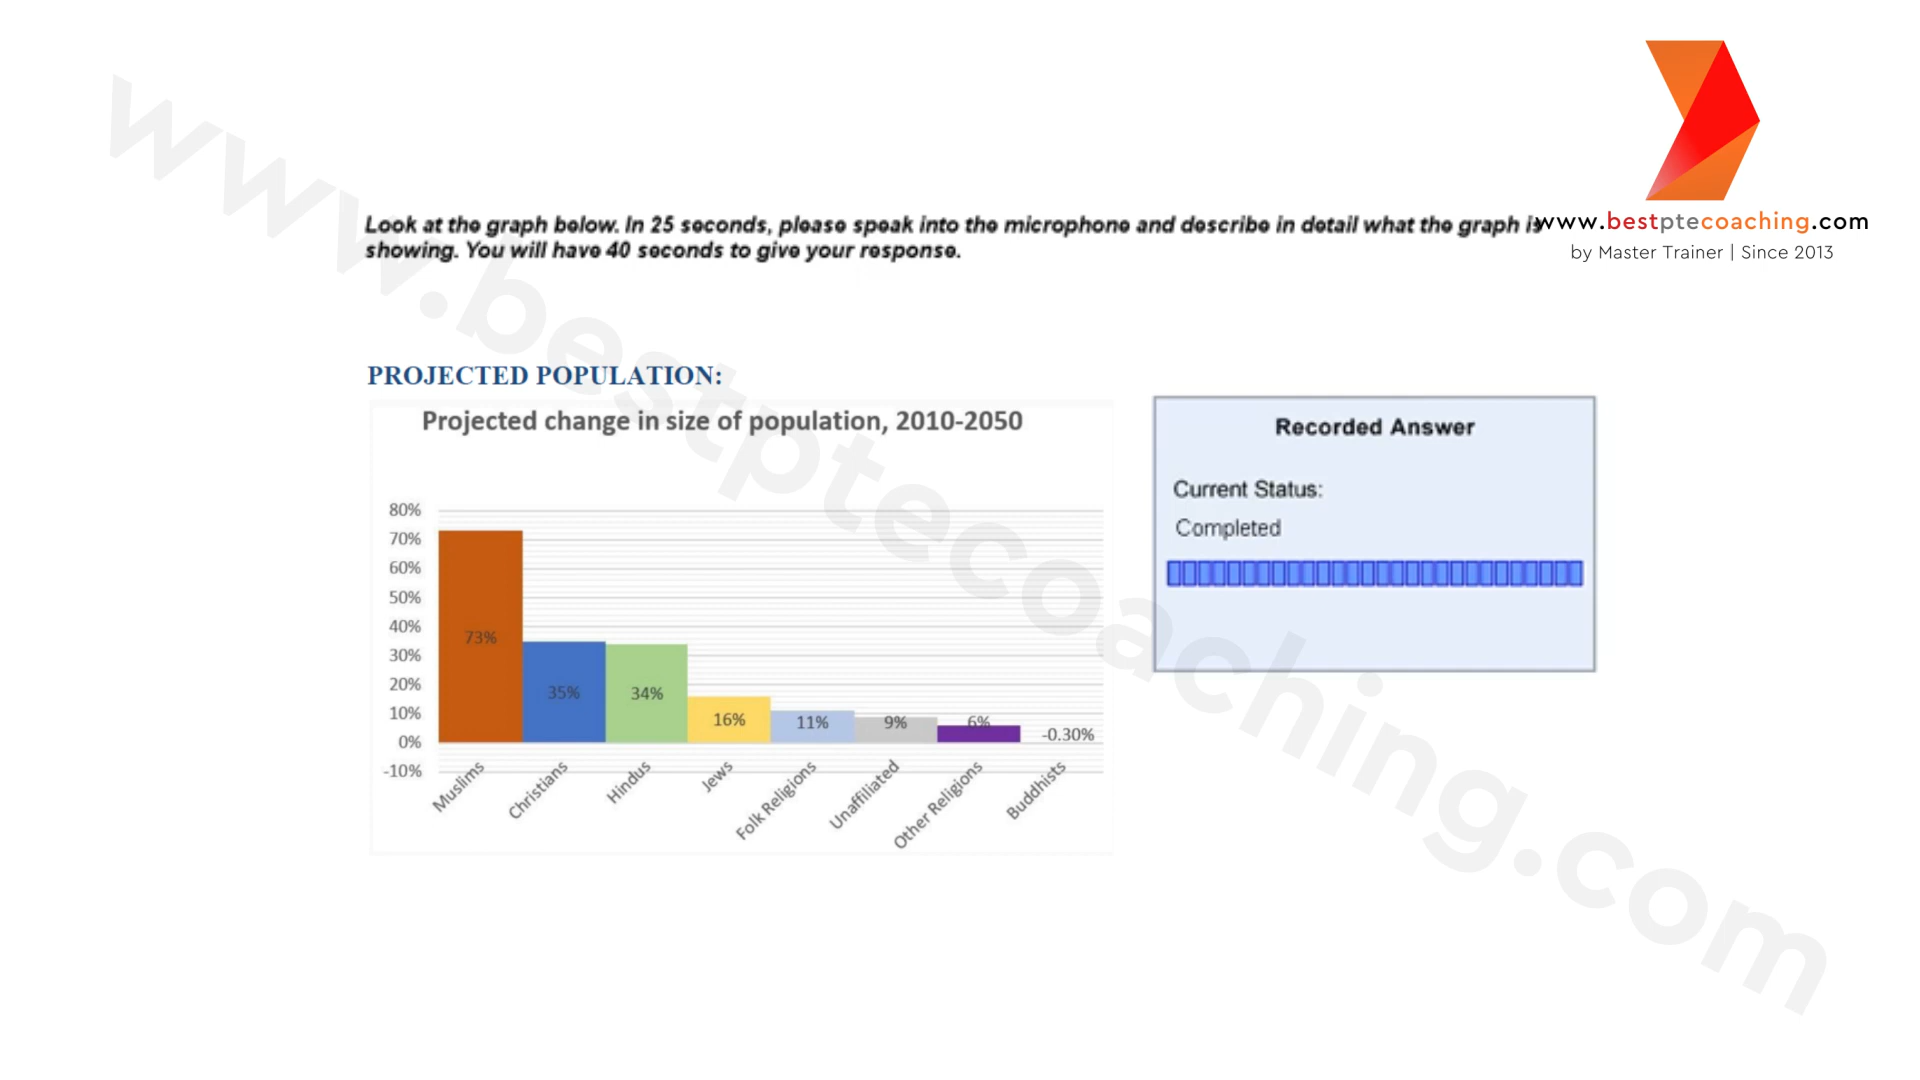 www.bestptecoaching.com
by Master Trainer | Since 2013
Look at the graph below. In 25 seconds, please speak into the microphone and describe in detail what the graph is
showing. You will have 40 seconds to give your response.
PROJECTED POPULATION:
Projected change in size of population, 2010-2050
80%
70%
60%
50%
40%
30%
20%
10%
0%
-10%
73%
35%
34%
16%
11%
9%
6%
-0.30%
Muslims
Christians
Hindus
Jews
Folk Religions
Unaffiliated
Other Religions
Buddhists
Recorded Answer
Current Status:
Completed
www.bestptecoaching.com